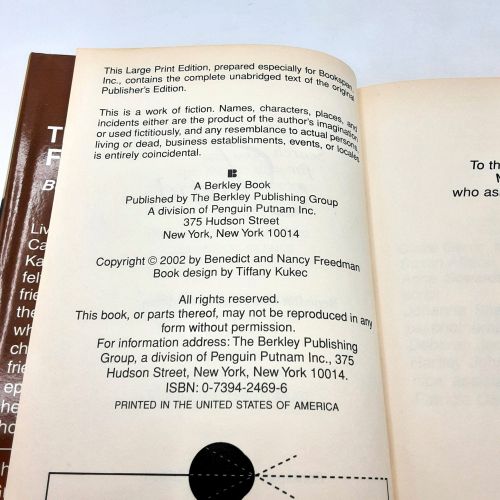 This Large Print Edition, prepared especially for Bookspan,
Inc., contains the complete unabridged text of the original
Publisher's Edition.
This is a work of fiction. Names, characters, places, and
incidents either are the product of the author's imagination
or used fictitiously, and any resemblance to actual persons,
living or dead, business establishments, events, or locales
is entirely coincidental.
B
A Berkley Book
Published by The Berkley Publishing Group
A division of Penguin Putnam Inc.
375 Hudson Street
New York, New York 10014
Copyright © 2002 by Benedict and Nancy Freedman
Book design by Tiffany Kukec
All rights reserved.
This book, or parts thereof, may not be reproduced in any
form without permission.
For information address: The Berkley Publishing
Group, a division of Penguin Putnam Inc., 375
Hudson Street, New York, New York 10014.
ISBN: 0-7394-2469-6
PRINTED IN THE UNITED STATES OF AMERICA
To th
who as